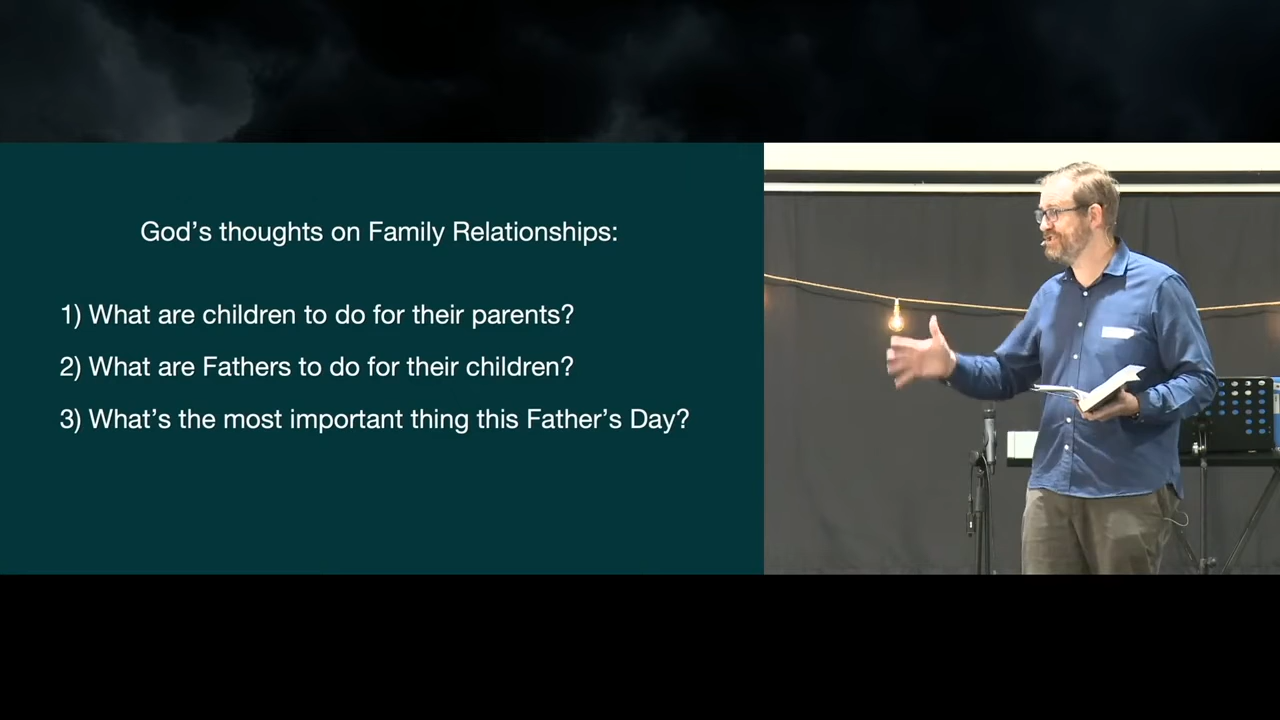 God's thoughts on Family Relationships:
1) What are children to do for their parents?
2) What are Fathers to do for their children?
3) What's the most important thing this Father's Day?